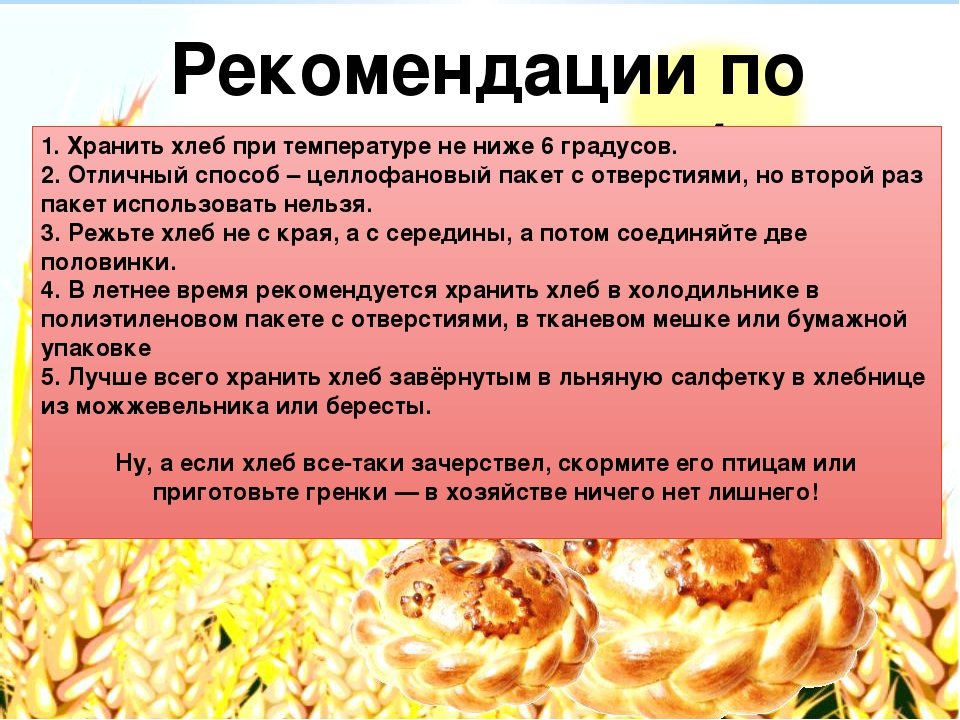 Рекомендации по
1. Хранить хлеб при температуре не ниже 6 градусов.
2. Отличный способ – целлофановый пакет с отверстиями, но второй раз
пакет использовать нельзя.
3. Режьте хлеб не с края, а с середины, а потом соединяйте две
половинки.
4. В летнее время рекомендуется хранить хлеб в холодильнике в
полиэтиленовом пакете с отверстиями, в тканевом мешке или бумажной
упаковке
5. Лучше всего хранить хлеб завёрнутым в льняную салфетку в хлебнице
из можжевельника или бересты.
Ну, а если хлеб все-таки зачерствел, скормите его птицам или
приготовьте гренки — в хозяйстве ничего нет лишнего!